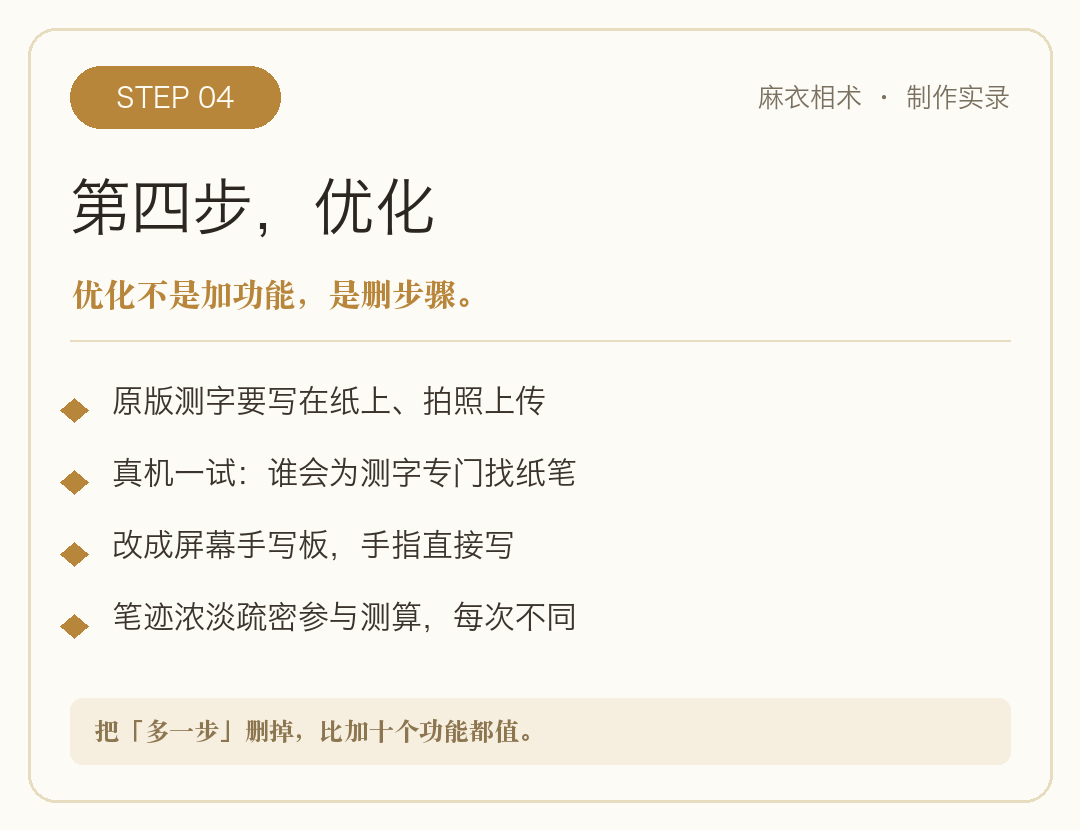 STEP 04
麻衣相术 · 制作实录
第四步，优化
优化不是加功能，是删步骤。
原版测字要写在纸上、拍照上传
真机一试：谁会为测字专门找纸笔
改成屏幕手写板，手指直接写
笔迹浓淡疏密参与测算，每次不同
把「多一步」删掉，比加十个功能都值。